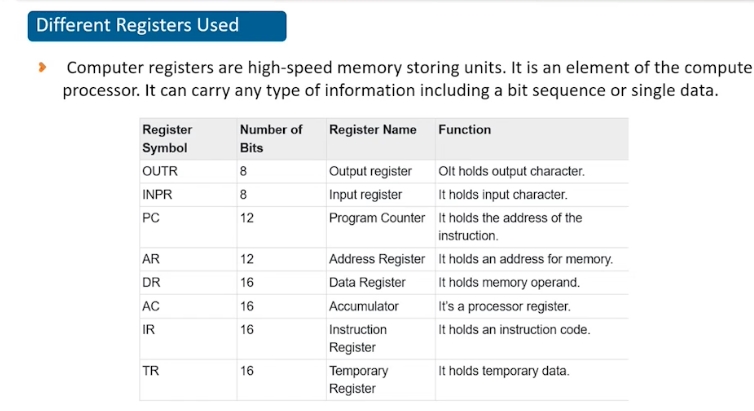 Different Registers Used
Computer registers are high-speed memory storing units. It is an element of the compute
processor. It can carry any type of information including a bit sequence or single data.
Register Symbol Number of Bits Register Name Function
OUTR 8 Output register OIt holds output character.
INPR 8 Input register It holds input character.
PC 12 Program Counter It holds the address of the instruction.
AR 12 Address Register It holds an address for memory.
DR 16 Data Register It holds memory operand.
AC 16 Accumulator It's a processor register.
IR 16 Instruction Register It holds an instruction code.
TR 16 Temporary Register It holds temporary data.